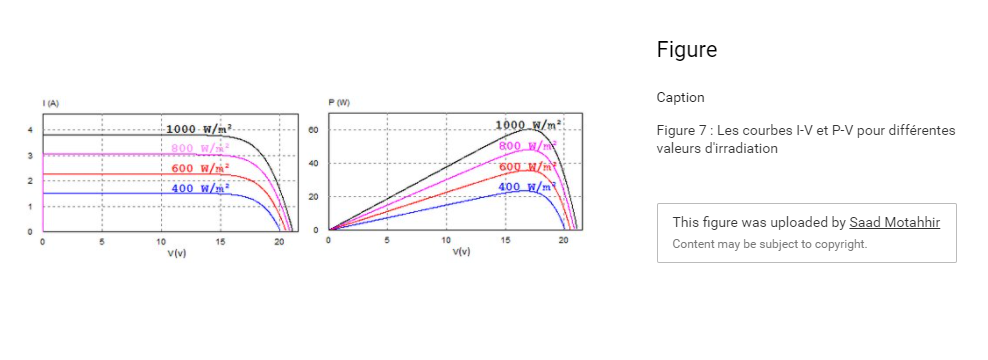 I (A)
4
3
2
1
0
1000 W/m²
800 W/m²
600 W/m²
400 W/m²
0 5 10 15 20
V(v)
P (W)
60
40
20
0
1000 W/m²
800 W/m²
600 W/m²
400 W/m²
0 5 10 15 20
V(v)
Figure
Caption
Figure 7 : Les courbes I-V et P-V pour différentes
valeurs d'irradiation
This figure was uploaded by Saad Motahhir
Content may be subject to copyright.